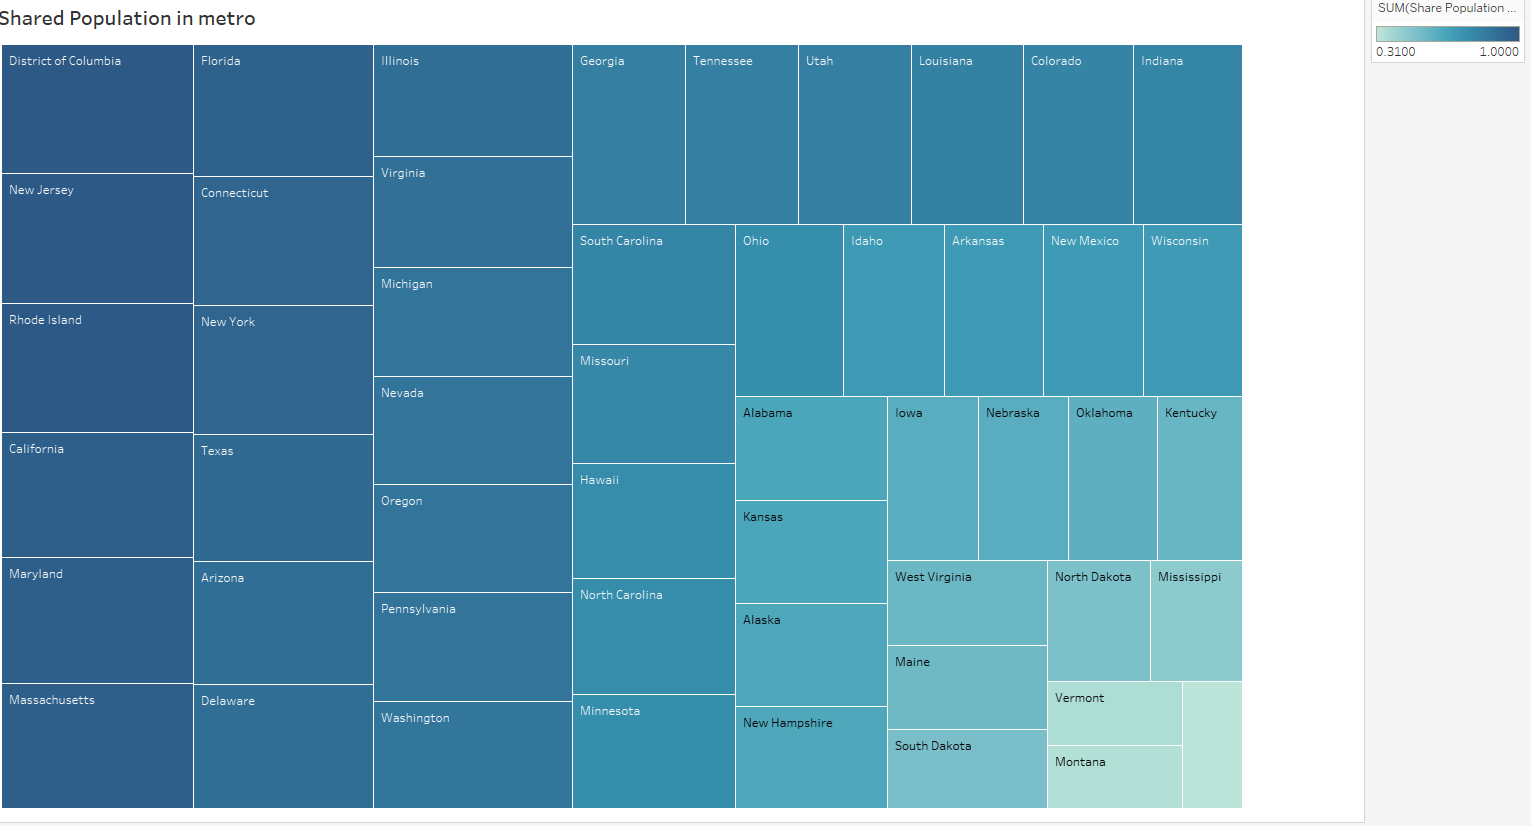 Shared Population in metro
SUM(Share Population ...
0.3100 1.0000
District of Columbia
New Jersey
Rhode Island
California
Maryland
Massachusetts
Florida
Connecticut
New York
Texas
Arizona
Delaware
Illinois
Virginia
Michigan
Nevada
Oregon
Pennsylvania
Washington
Georgia
Tennessee
Utah
Louisiana
Colorado
Indiana
South Carolina
Missouri
Hawaii
North Carolina
Minnesota
Ohio
Idaho
Arkansas
New Mexico
Wisconsin
Alabama
Kansas
Alaska
New Hampshire
Iowa
Nebraska
Oklahoma
Kentucky
West Virginia
Maine
South Dakota
North Dakota
Mississippi
Vermont
Montana